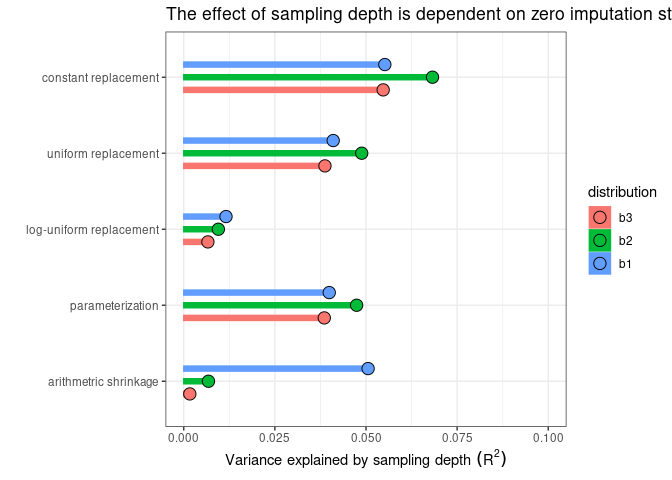 The effect of sampling depth is dependent on zero imputation st
constant replacement
uniform replacement
log-uniform replacement
parameterization
arithmetric shrinkage
0.000 0.025 0.050 0.075 0.100
Variance explained by sampling depth (R²)
distribution
b3
b2
b1